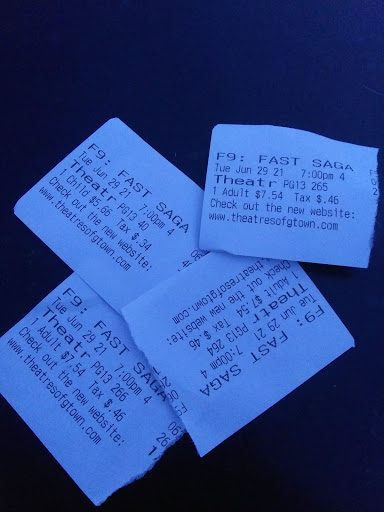 F9: FAST SAGA
Tue Jun 29 21 7:00pm 4
Theatr PG13 40
1 Child $5.66 Tax $.34
Check out the new website:
www.theatresofgtown.com
F9: FAST SAGA
Tue Jun 29 21 7:00pm 4
Theatr PG13 265
1 Adult $7.54 Tax $.46
Check out the new website:
www.theatresofgtown.com
F9: FAST SAGA
Tue Jun 29 21 7:00pm 4
Theatr PG13 264
1 Adult $7.54 Tax $.46
Check out the new website:
theatresofgtown.com
F9: FAST SAGA
Tue Jun 29 21 7:00pm 4
Theatr PG13 266
1 Adult $7.54 Tax $.46
Check out the new website:
www.theatresofgtown.com